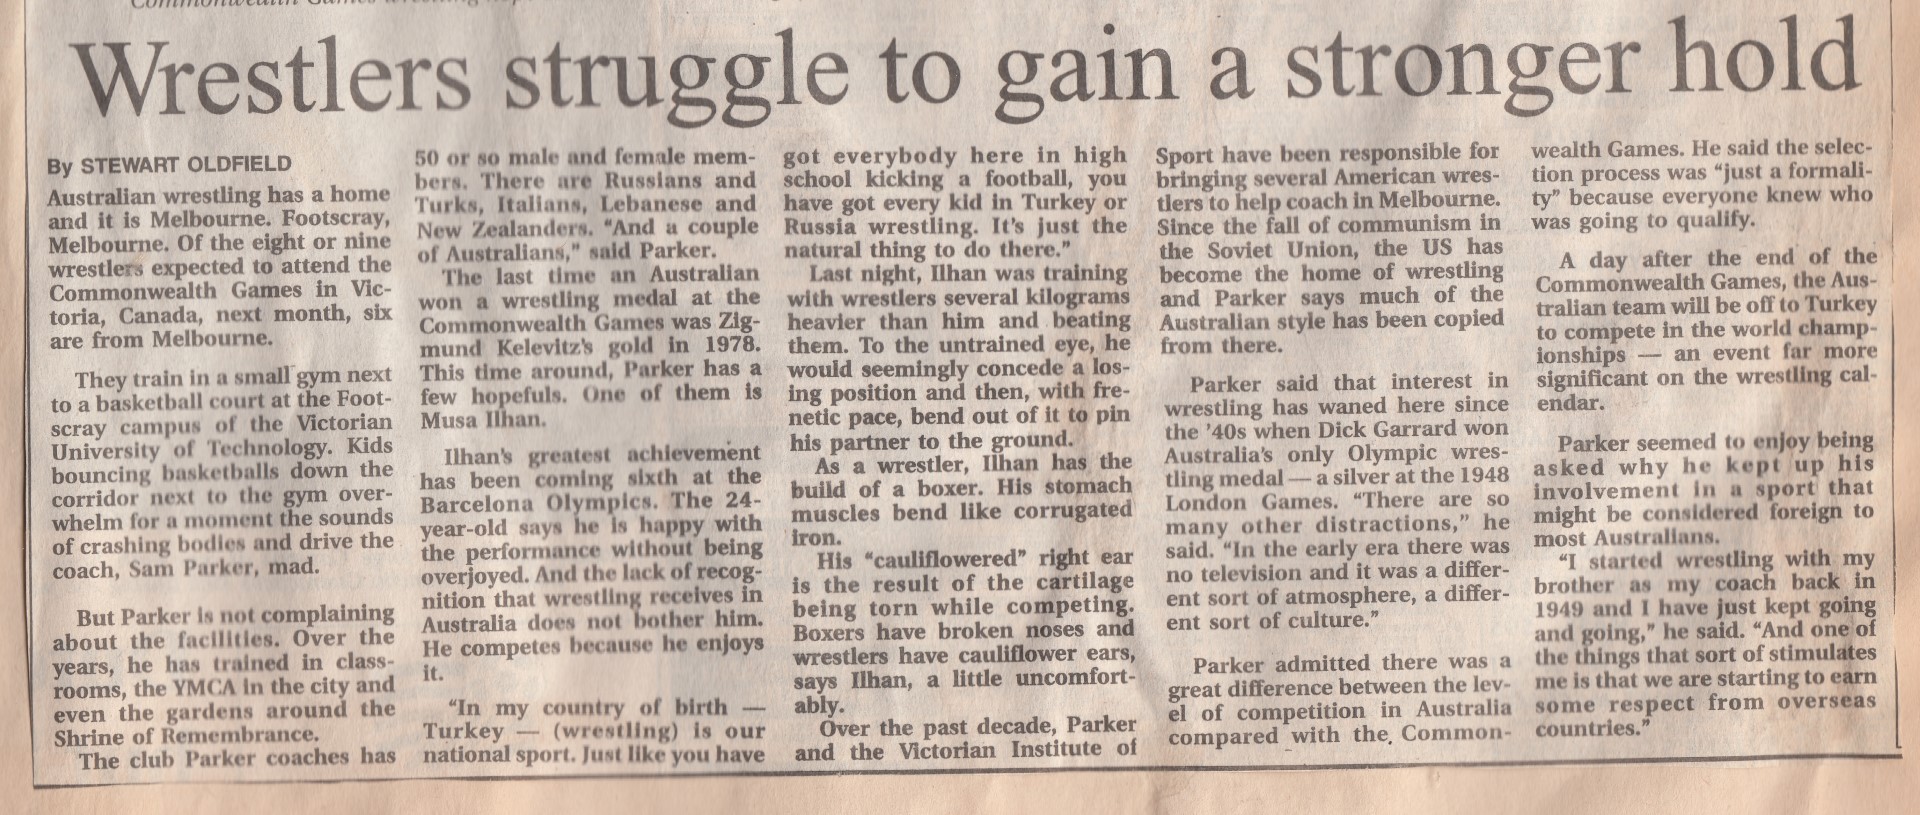 Commonwealth Games wrestling
Wrestlers struggle to gain a stronger hold
By STEWART OLDFIELD
Australian wrestling has a home
and it is Melbourne. Footscray,
Melbourne. Of the eight or nine
wrestlers expected to attend the
Commonwealth Games in Vic-
toria, Canada, next month, six
are from Melbourne.
They train in a small gym next
to a basketball court at the Foot-
scray campus of the Victorian
University of Technology. Kids
bouncing basketballs down the
corridor next to the gym over-
whelm for a moment the sounds
of crashing bodies and drive the
coach, Sam Parker, mad.
But Parker is not complaining
about the facilities. Over the
years, he has trained in class-
rooms, the YMCA in the city and
even the gardens around the
Shrine of Remembrance.
The club Parker coaches has
50 or so male and female mem-
bers. There are Russians and
Turks, Italians, Lebanese and
New Zealanders. “And a couple
of Australians,” said Parker.
The last time an Australian
won a wrestling medal at the
Commonwealth Games was Zig-
mund Kelevitz's gold in 1978.
This time around, Parker has a
few hopefuls. One of them is
Musa Ilhan.
Ilhan's greatest achievement
has been coming sixth at the
Barcelona Olympics. The 24-
year-old says he is happy with
the performance without being
overjoyed. And the lack of recog-
nition that wrestling receives in
Australia does not bother him.
He competes because he enjoys
it.
“In my country of birth —
Turkey — (wrestling) is our
national sport. Just like you have
got everybody here in high
school kicking a football, you
have got every kid in Turkey or
Russia wrestling. It's just the
natural thing to do there.”
Last night, Ilhan was training
with wrestlers several kilograms
heavier than him and beating
them. To the untrained eye, he
would seemingly concede a los-
ing position and then, with fre-
netic pace, bend out of it to pin
his partner to the ground.
As a wrestler, Ilhan has the
build of a boxer. His stomach
muscles bend like corrugated
iron.
His “cauliflowered” right ear
is the result of the cartilage
being torn while competing.
Boxers have broken noses and
wrestlers have cauliflower ears,
says Ilhan, a little uncomfort-
ably.
Over the past decade, Parker
and the Victorian Institute of
Sport have been responsible for
bringing several American wres-
tlers to help coach in Melbourne.
Since the fall of communism in
the Soviet Union, the US has
become the home of wrestling
and Parker says much of the
Australian style has been copied
from there.
Parker said that interest in
wrestling has waned here since
the '40s when Dick Garrard won
Australia's only Olympic wres-
tling medal — a silver at the 1948
London Games. “There are so
many other distractions,” he
said. “In the early era there was
no television and it was a differ-
ent sort of atmosphere, a differ-
ent sort of culture.”
Parker admitted there was a
great difference between the lev-
el of competition in Australia
compared with the Common-
wealth Games. He said the selec-
tion process was “just a formali-
ty” because everyone knew who
was going to qualify.
A day after the end of the
Commonwealth Games, the Aus-
tralian team will be off to Turkey
to compete in the world champ-
ionships — an event far more
significant on the wrestling cal-
endar.
Parker seemed to enjoy being
asked why he kept up his
involvement in a sport that
might be considered foreign to
most Australians.
“I started wrestling with my
brother as my coach back in
1949 and I have just kept going
and going,” he said. “And one of
the things that sort of stimulates
me is that we are starting to earn
some respect from overseas
countries.”